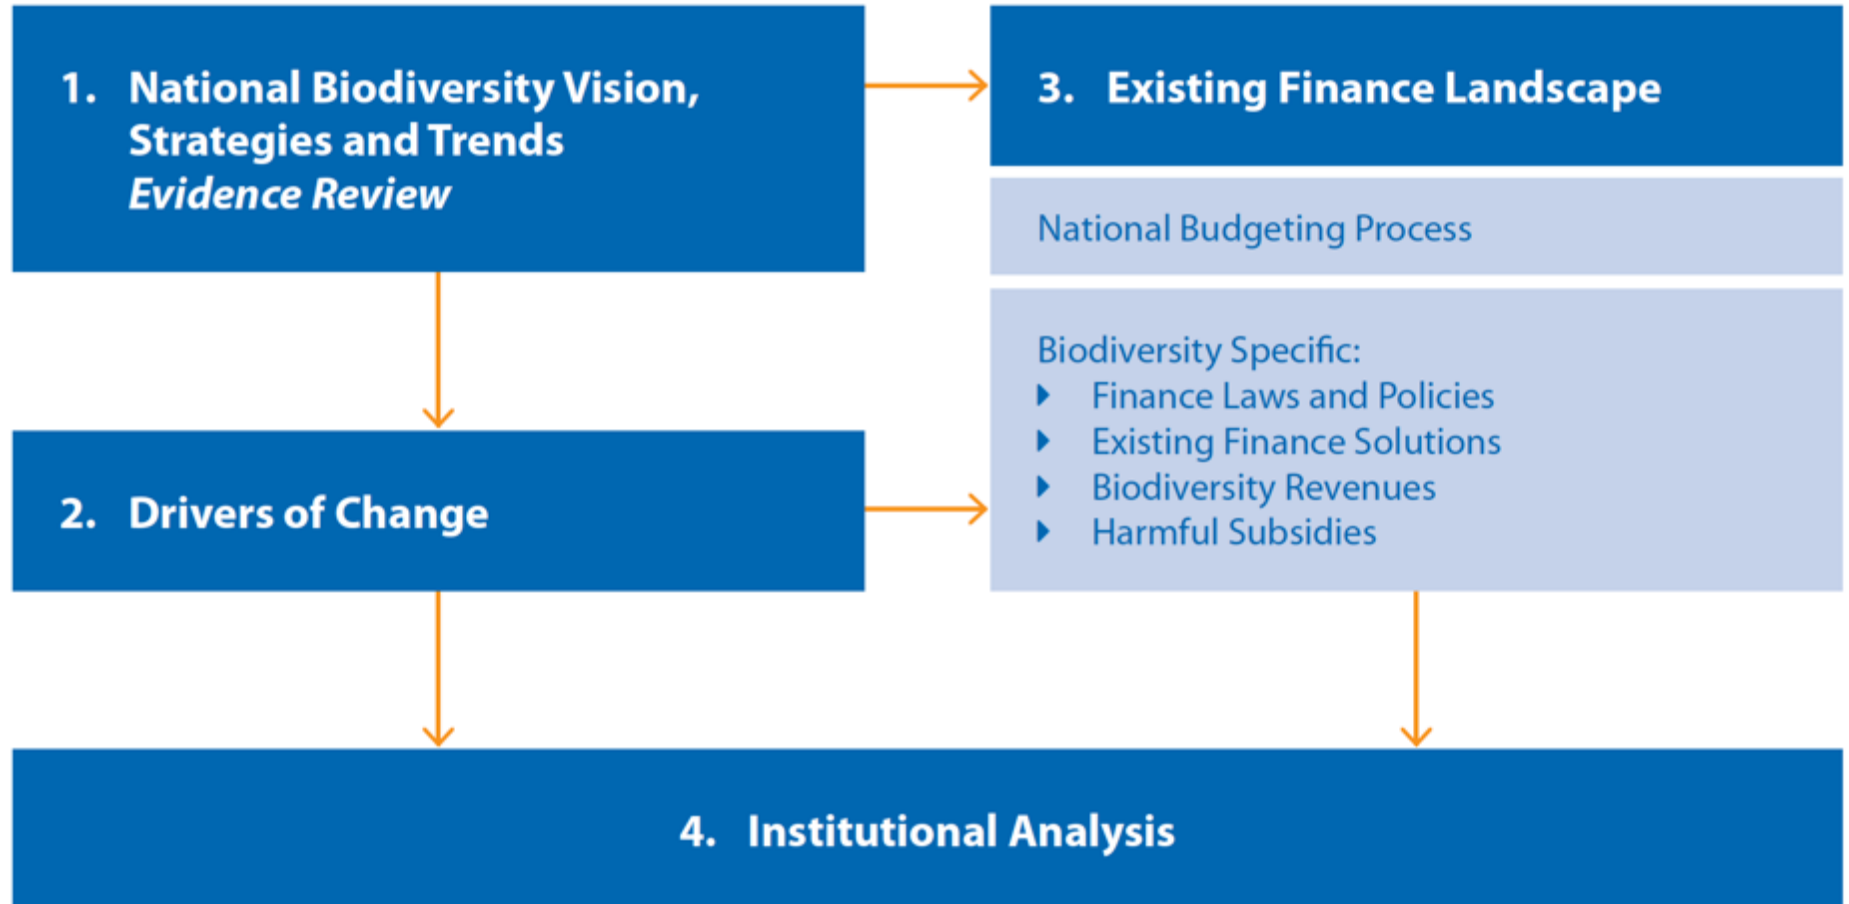 1. National Biodiversity Vision,
Strategies and Trends
Evidence Review
2. Drivers of Change
3. Existing Finance Landscape
National Budgeting Process
Biodiversity Specific:
Finance Laws and Policies
Existing Finance Solutions
Biodiversity Revenues
Harmful Subsidies
4. Institutional Analysis